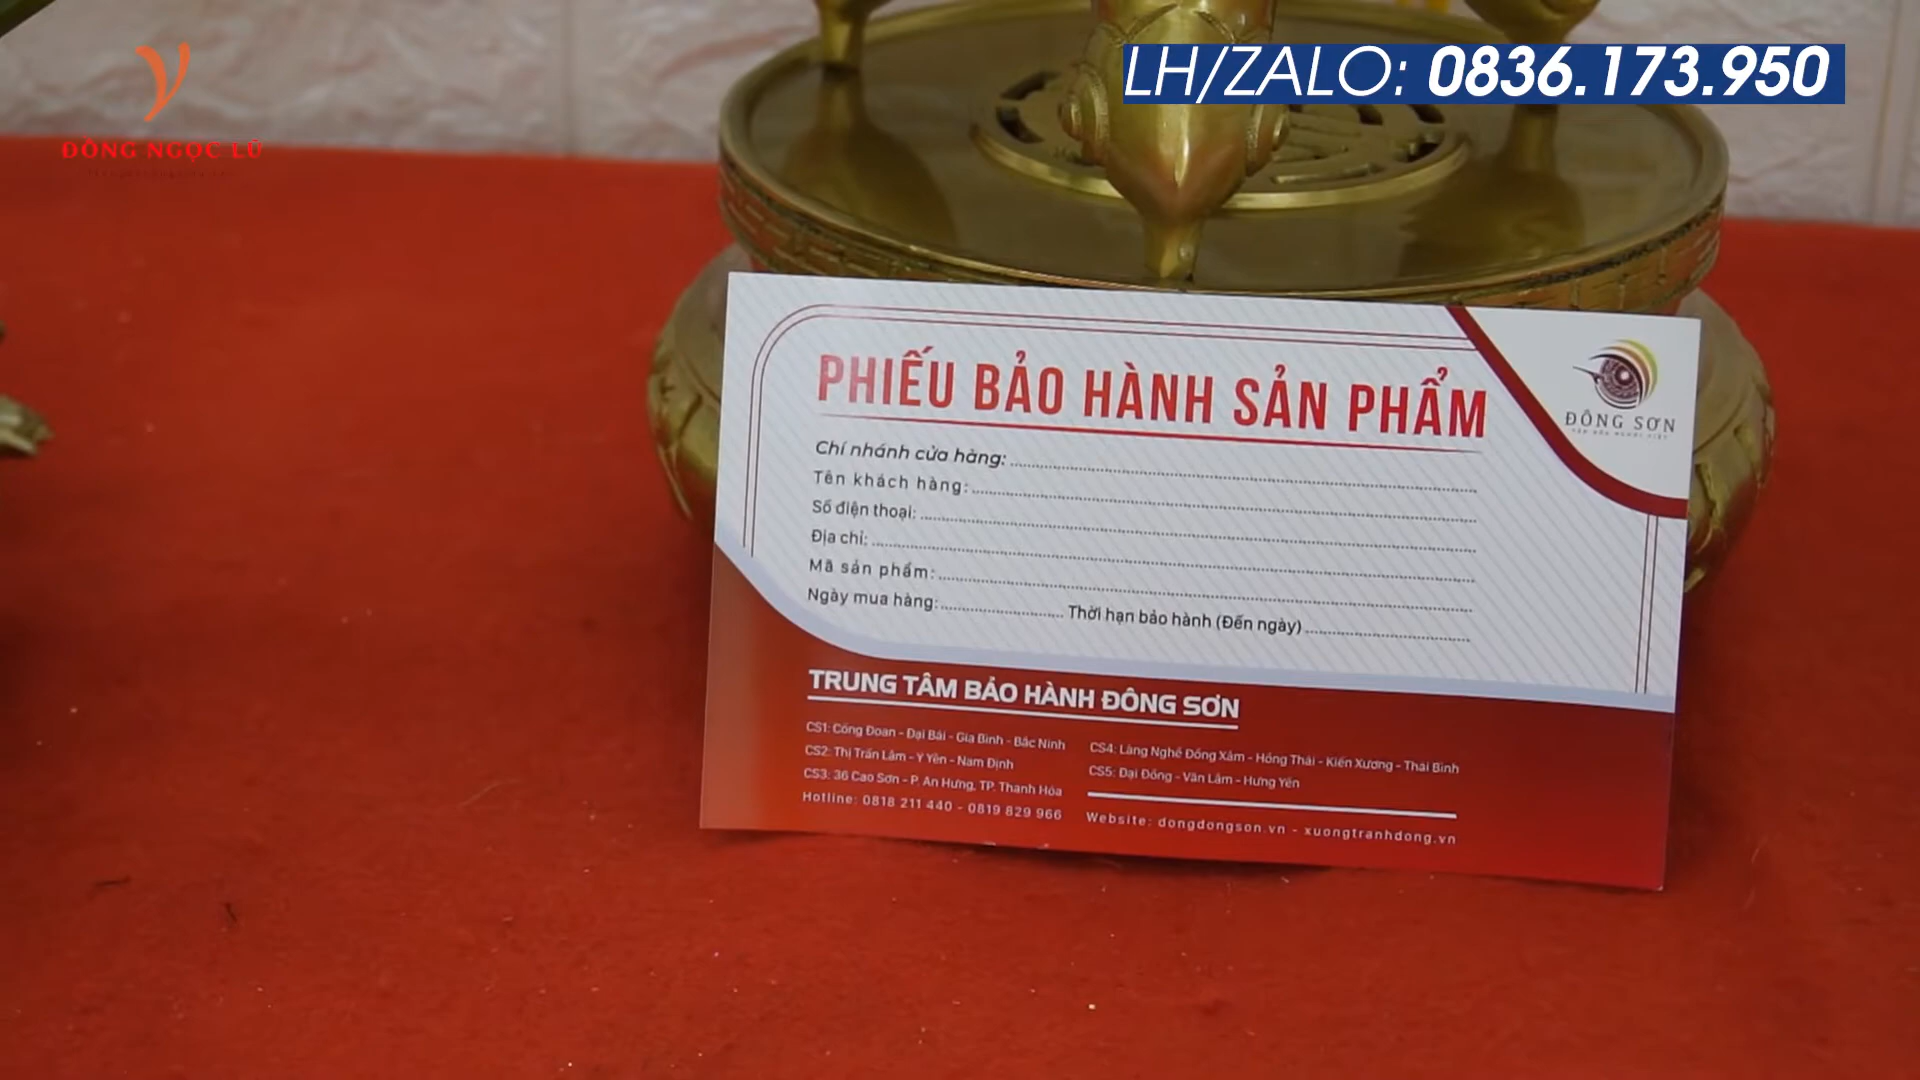 ĐỒNG NGỌC LŨ
LH/ZALO: 0836.173.950
PHIẾU BẢO HÀNH SẢN PHẨM
ĐÔNG SƠN
Chi nhánh cửa hàng:
Tên khách hàng:
Số điện thoại:
Địa chỉ:
Mã sản phẩm:
Ngày mua hàng: Thời hạn bảo hành (Đến ngày)
TRUNG TÂM BẢO HÀNH ĐÔNG SƠN
CS1: Cống Đoan - Đại Bái - Gia Bình - Bắc Ninh
CS2: Thị Trấn Lâm - Ý Yên - Nam Định
CS3: 36 Cao Sơn - P. An Hưng, TP. Thanh Hóa
Hotline: 0818 211 440 - 0819 829 966
CS4: Làng Nghề Đồng Xâm - Hồng Thái - Kiến Xương - Thái Bình
CS5: Đại Đồng - Văn Lâm - Hưng Yên
Website: dongdongson.vn - xuongtranhdong.vn